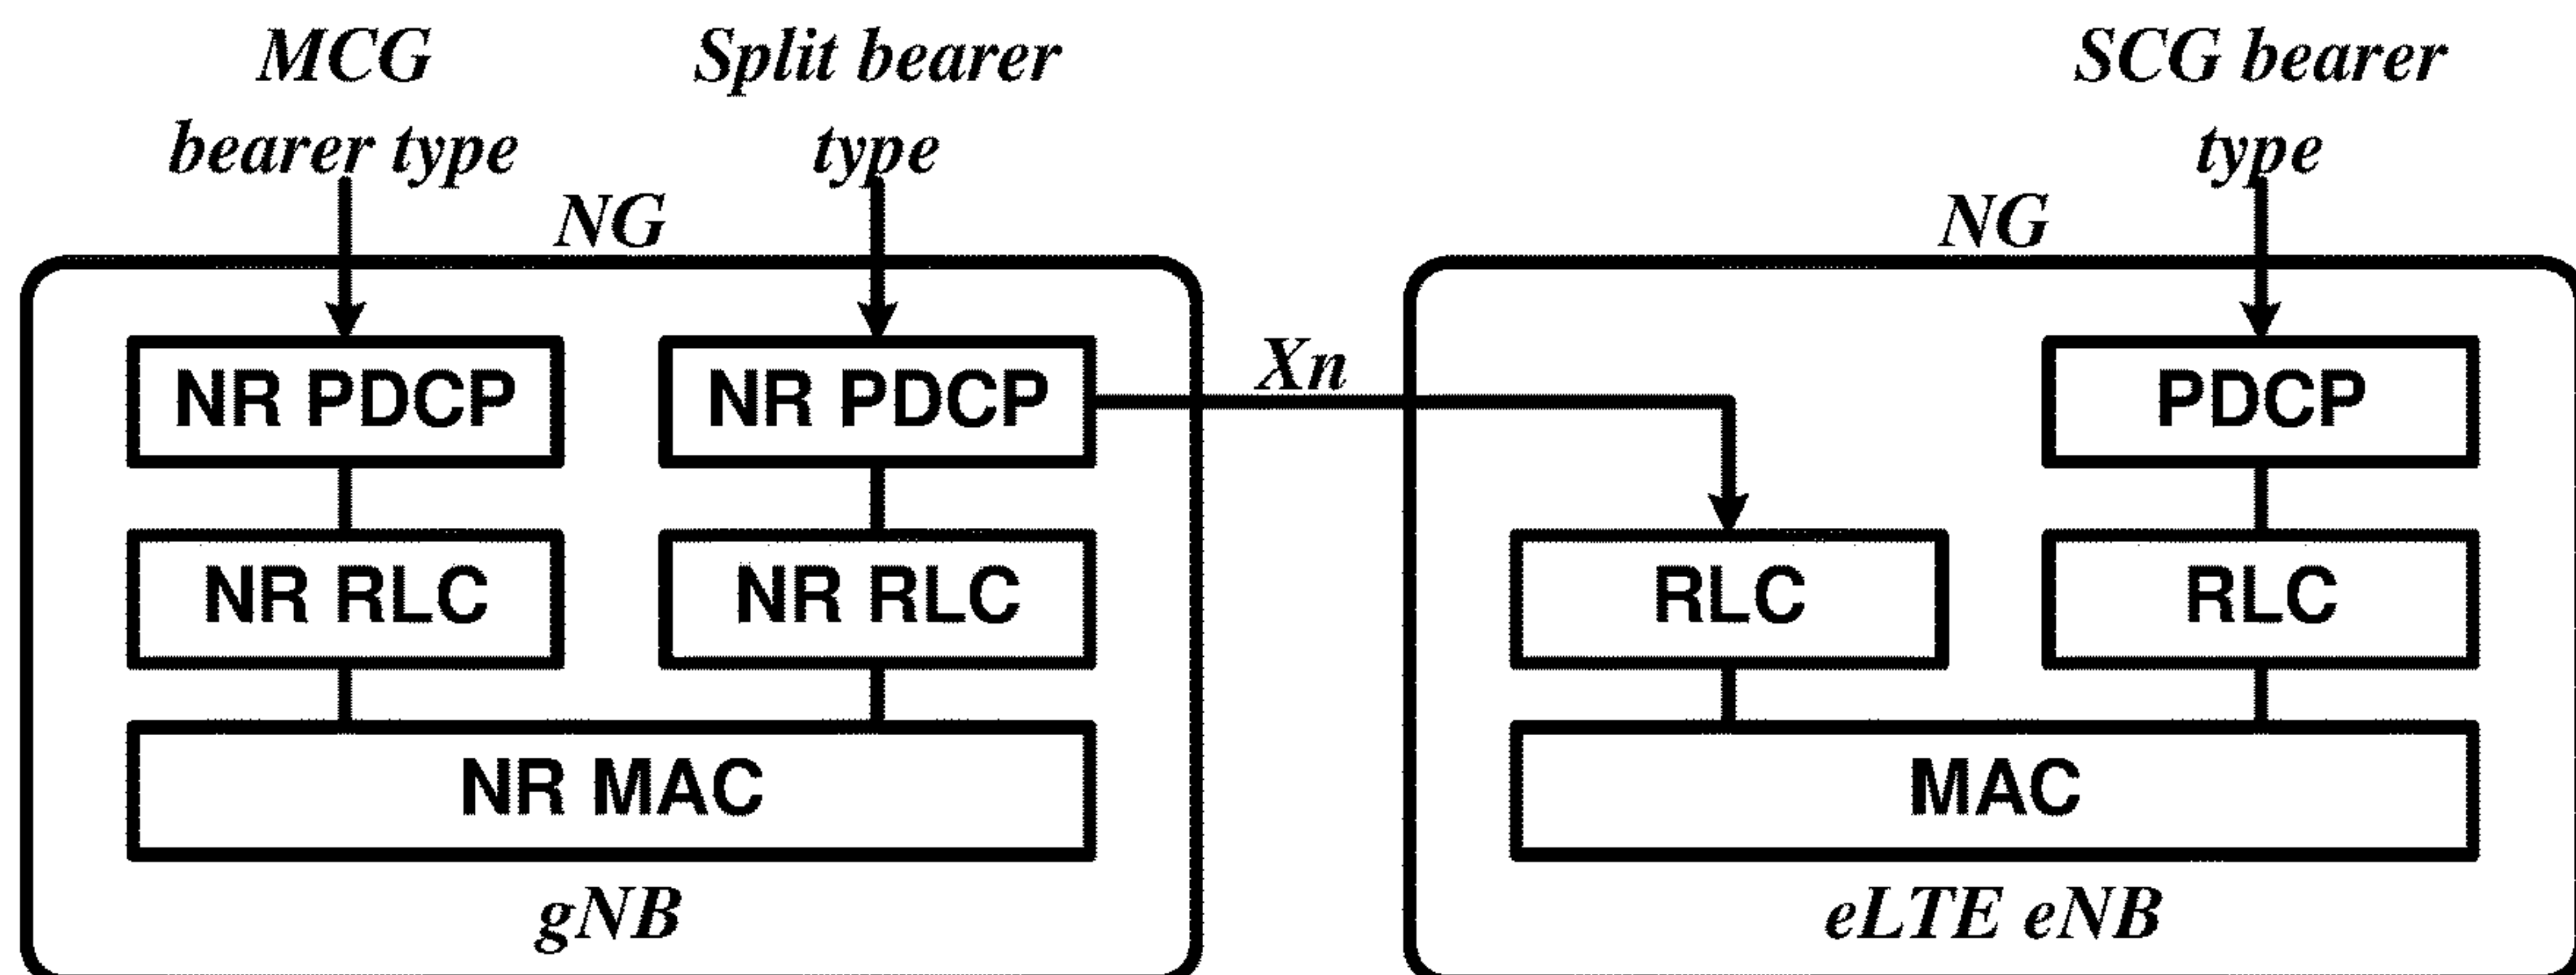 MCG
bearer type
Split bearer
type
SCG bearer
type
NG
NG
Xn
NR PDCP
NR PDCP
PDCP
NR RLC
NR RLC
RLC
RLC
NR MAC
MAC
gNB
eLTE eNB